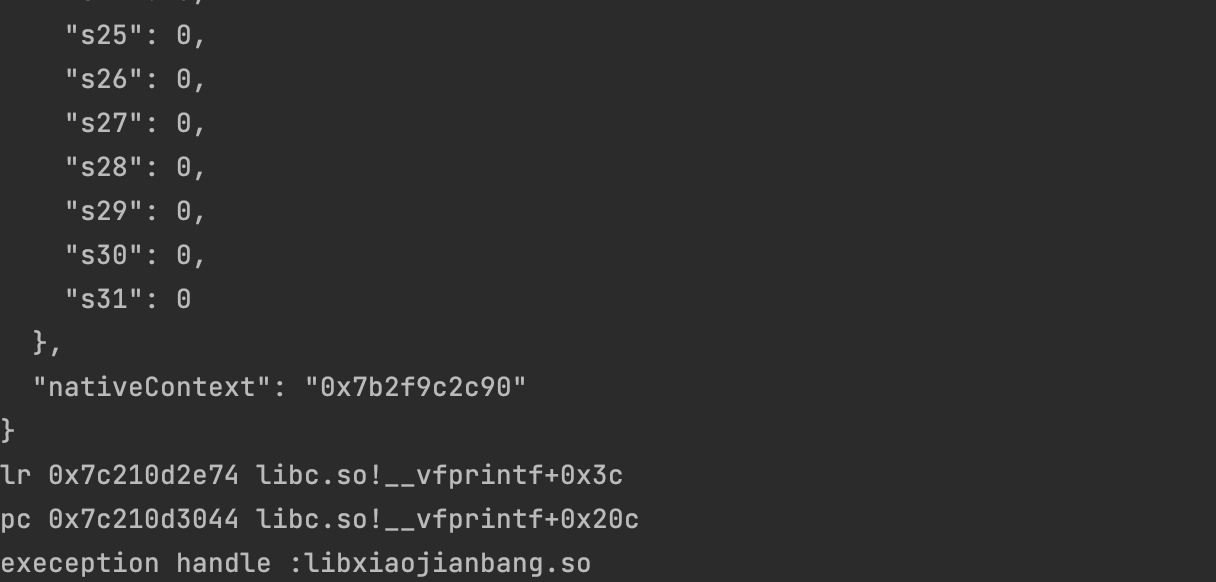 "s25": 0,
"s26": 0,
"s27": 0,
"s28": 0,
"s29": 0,
"s30": 0,
"s31": 0
},
"nativeContext": "0x7b2f9c2c90"
}
lr 0x7c210d2e74 libc.so!__vfprintf+0x3c
pc 0x7c210d3044 libc.so!__vfprintf+0x20c
exeception handle :libxiaojianbang.so